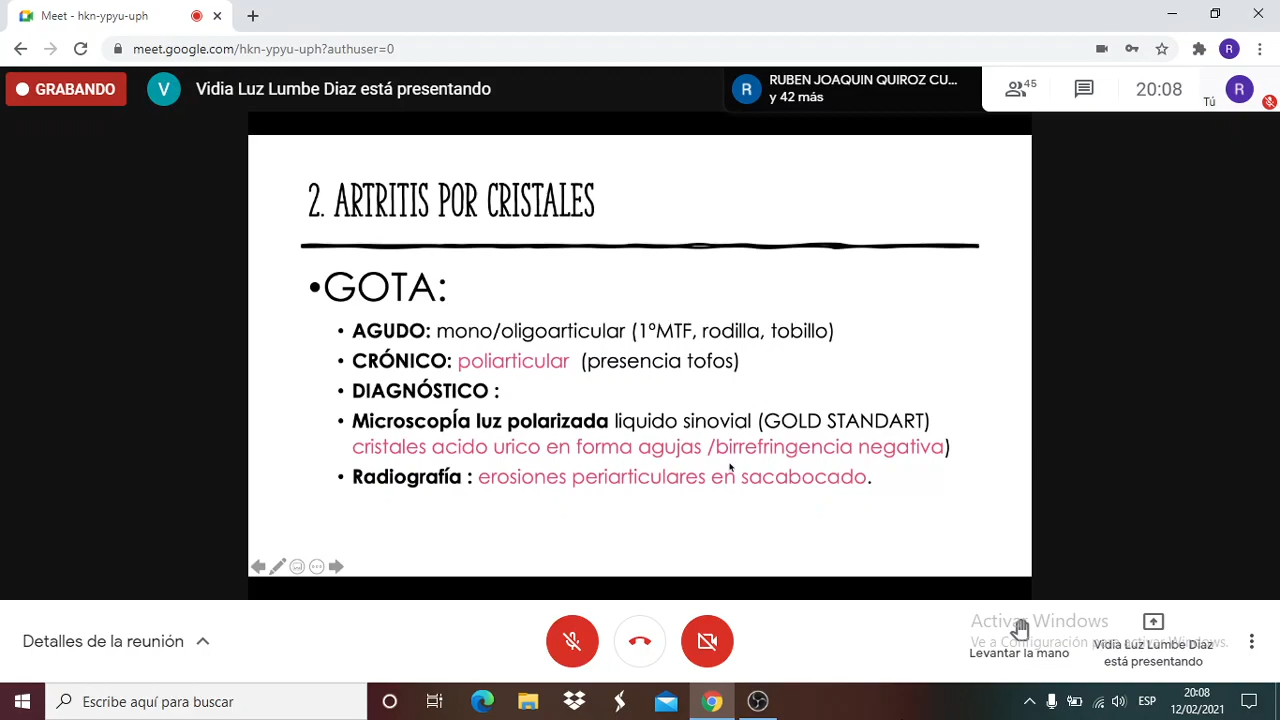 Meet - hkn-ypyu-uph
meet.google.com/hkn-ypyu-uph?authuser=0
R
GRABANDO
V
Vidia Luz Lumbe Diaz está presentando
R
RUBEN JOAQUIN QUIROZ CU...
y 42 más
45
20:08
Tú
R
2. ARTRITIS POR CRISTALES
•GOTA:
• AGUDO: mono/oligoarticular (1ºMTF, rodilla, tobillo)
• CRÓNICO: poliarticular (presencia tofos)
• DIAGNÓSTICO :
• MicroscopÍa luz polarizada liquido sinovial (GOLD STANDART)
cristales acido urico en forma agujas /birrefringencia negativa)
• Radiografía : erosiones periarticulares en sacabocado.
Detalles de la reunión
Activar Windows
Ve a Configuración para activar Windows.
Levantar la mano
Vidia Luz Lumbe Diaz
está presentando
Escribe aquí para buscar
ESP
20:08
12/02/2021